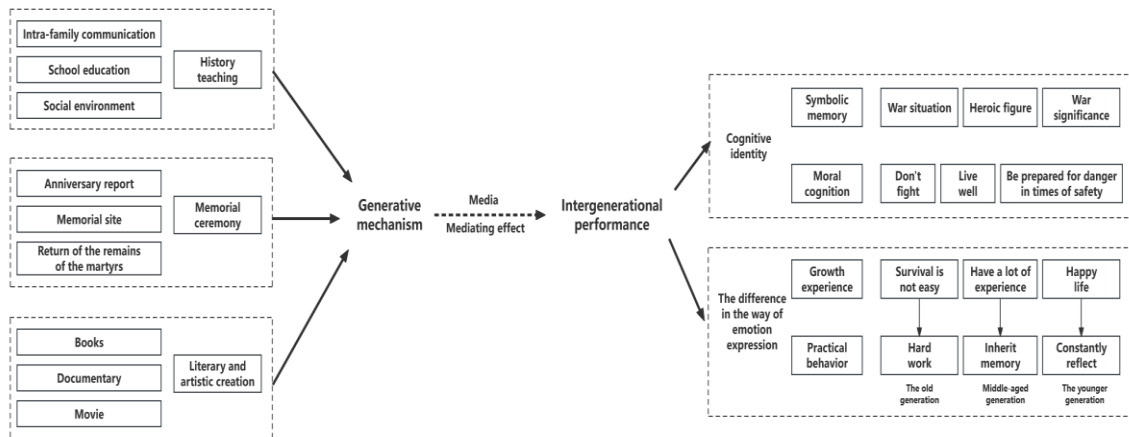 Intra-family communication
School education
Social environment
History
teaching
Anniversary report
Memorial site
Return of the remains
of the martyrs
Memorial
ceremony
Books
Documentary
Movie
Literary and
artistic creation
Generative
mechanism
Media
Mediating effect
Intergenerational
performance
Cognitive
identity
Symbolic
memory
War situation
Heroic figure
War
significance
Moral
cognition
Don't
fight
Live
well
Be prepared for danger
in times of safety
The difference
in the way of
emotion
expression
Growth
experience
Survival is
not easy
Have a lot of
experience
Happy
life
Practical
behavior
Hard
work
Inherit
memory
Constantly
reflect
The old
generation
Middle-aged
generation
The younger
generation